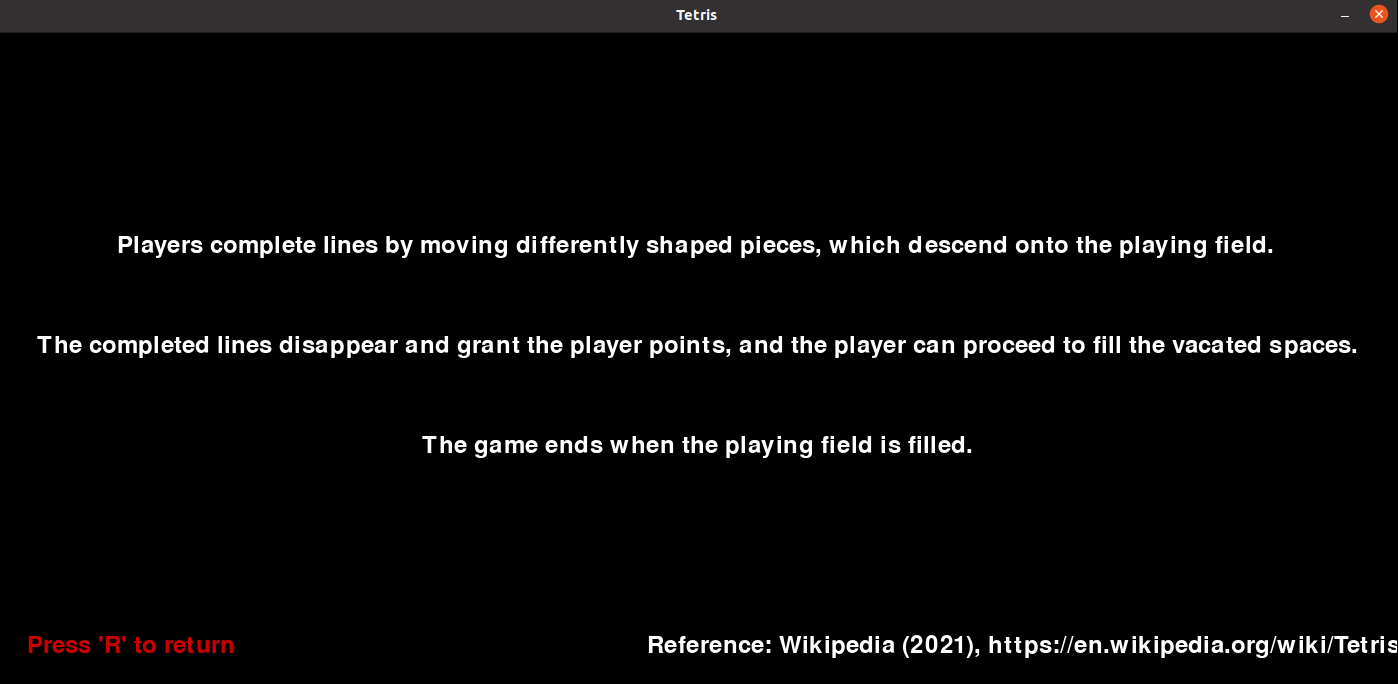 Tetris
Players complete lines by moving differently shaped pieces, which descend onto the playing field.
The completed lines disappear and grant the player points, and the player can proceed to fill the vacated spaces.
The game ends when the playing field is filled.
Press 'R' to return
Reference: Wikipedia (2021), https://en.wikipedia.org/wiki/Tetris